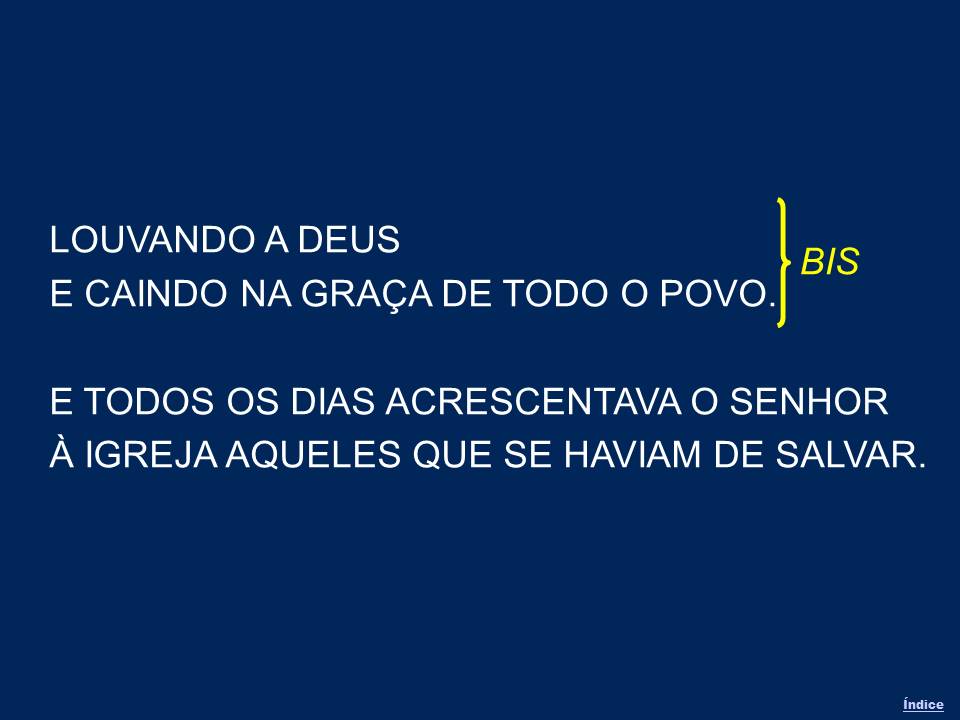 LOUVANDO A DEUS
E CAINDO NA GRAÇA DE TODO O POVO.
BIS
E TODOS OS DIAS ACRESCENTAVA O SENHOR
À IGREJA AQUELES QUE SE HAVIAM DE SALVAR.
Índice